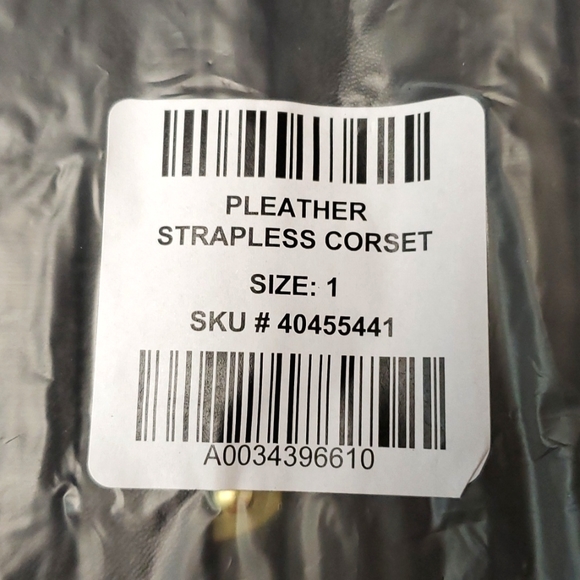 PLEATHER
STRAPLESS CORSET
SIZE: 1
SKU # 40455441
A0034396610